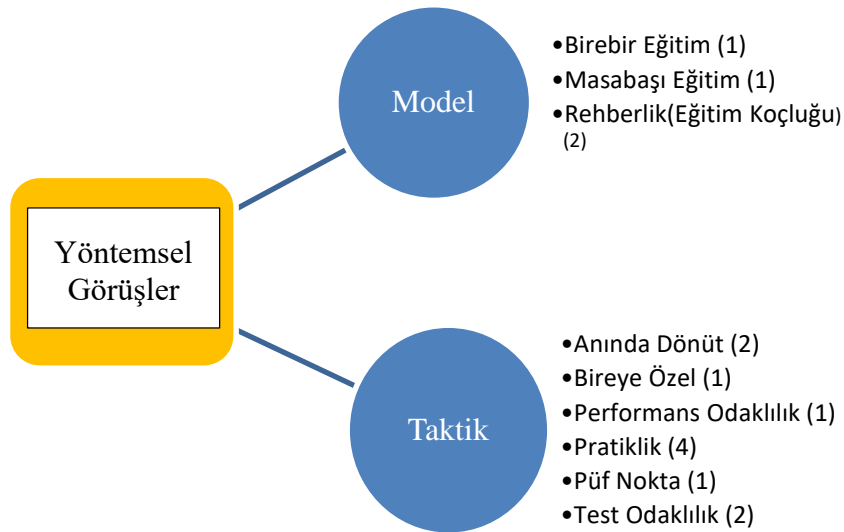 Yöntemsel
Görüşler
Model
•Birebir Eğitim (1)
•Masabaşı Eğitim (1)
•Rehberlik(Eğitim Koçluğu)
(2)
Taktik
•Anında Dönüt (2)
•Bireye Özel (1)
•Performans Odaklılık (1)
•Pratiklik (4)
•Püf Nokta (1)
•Test Odaklılık (2)